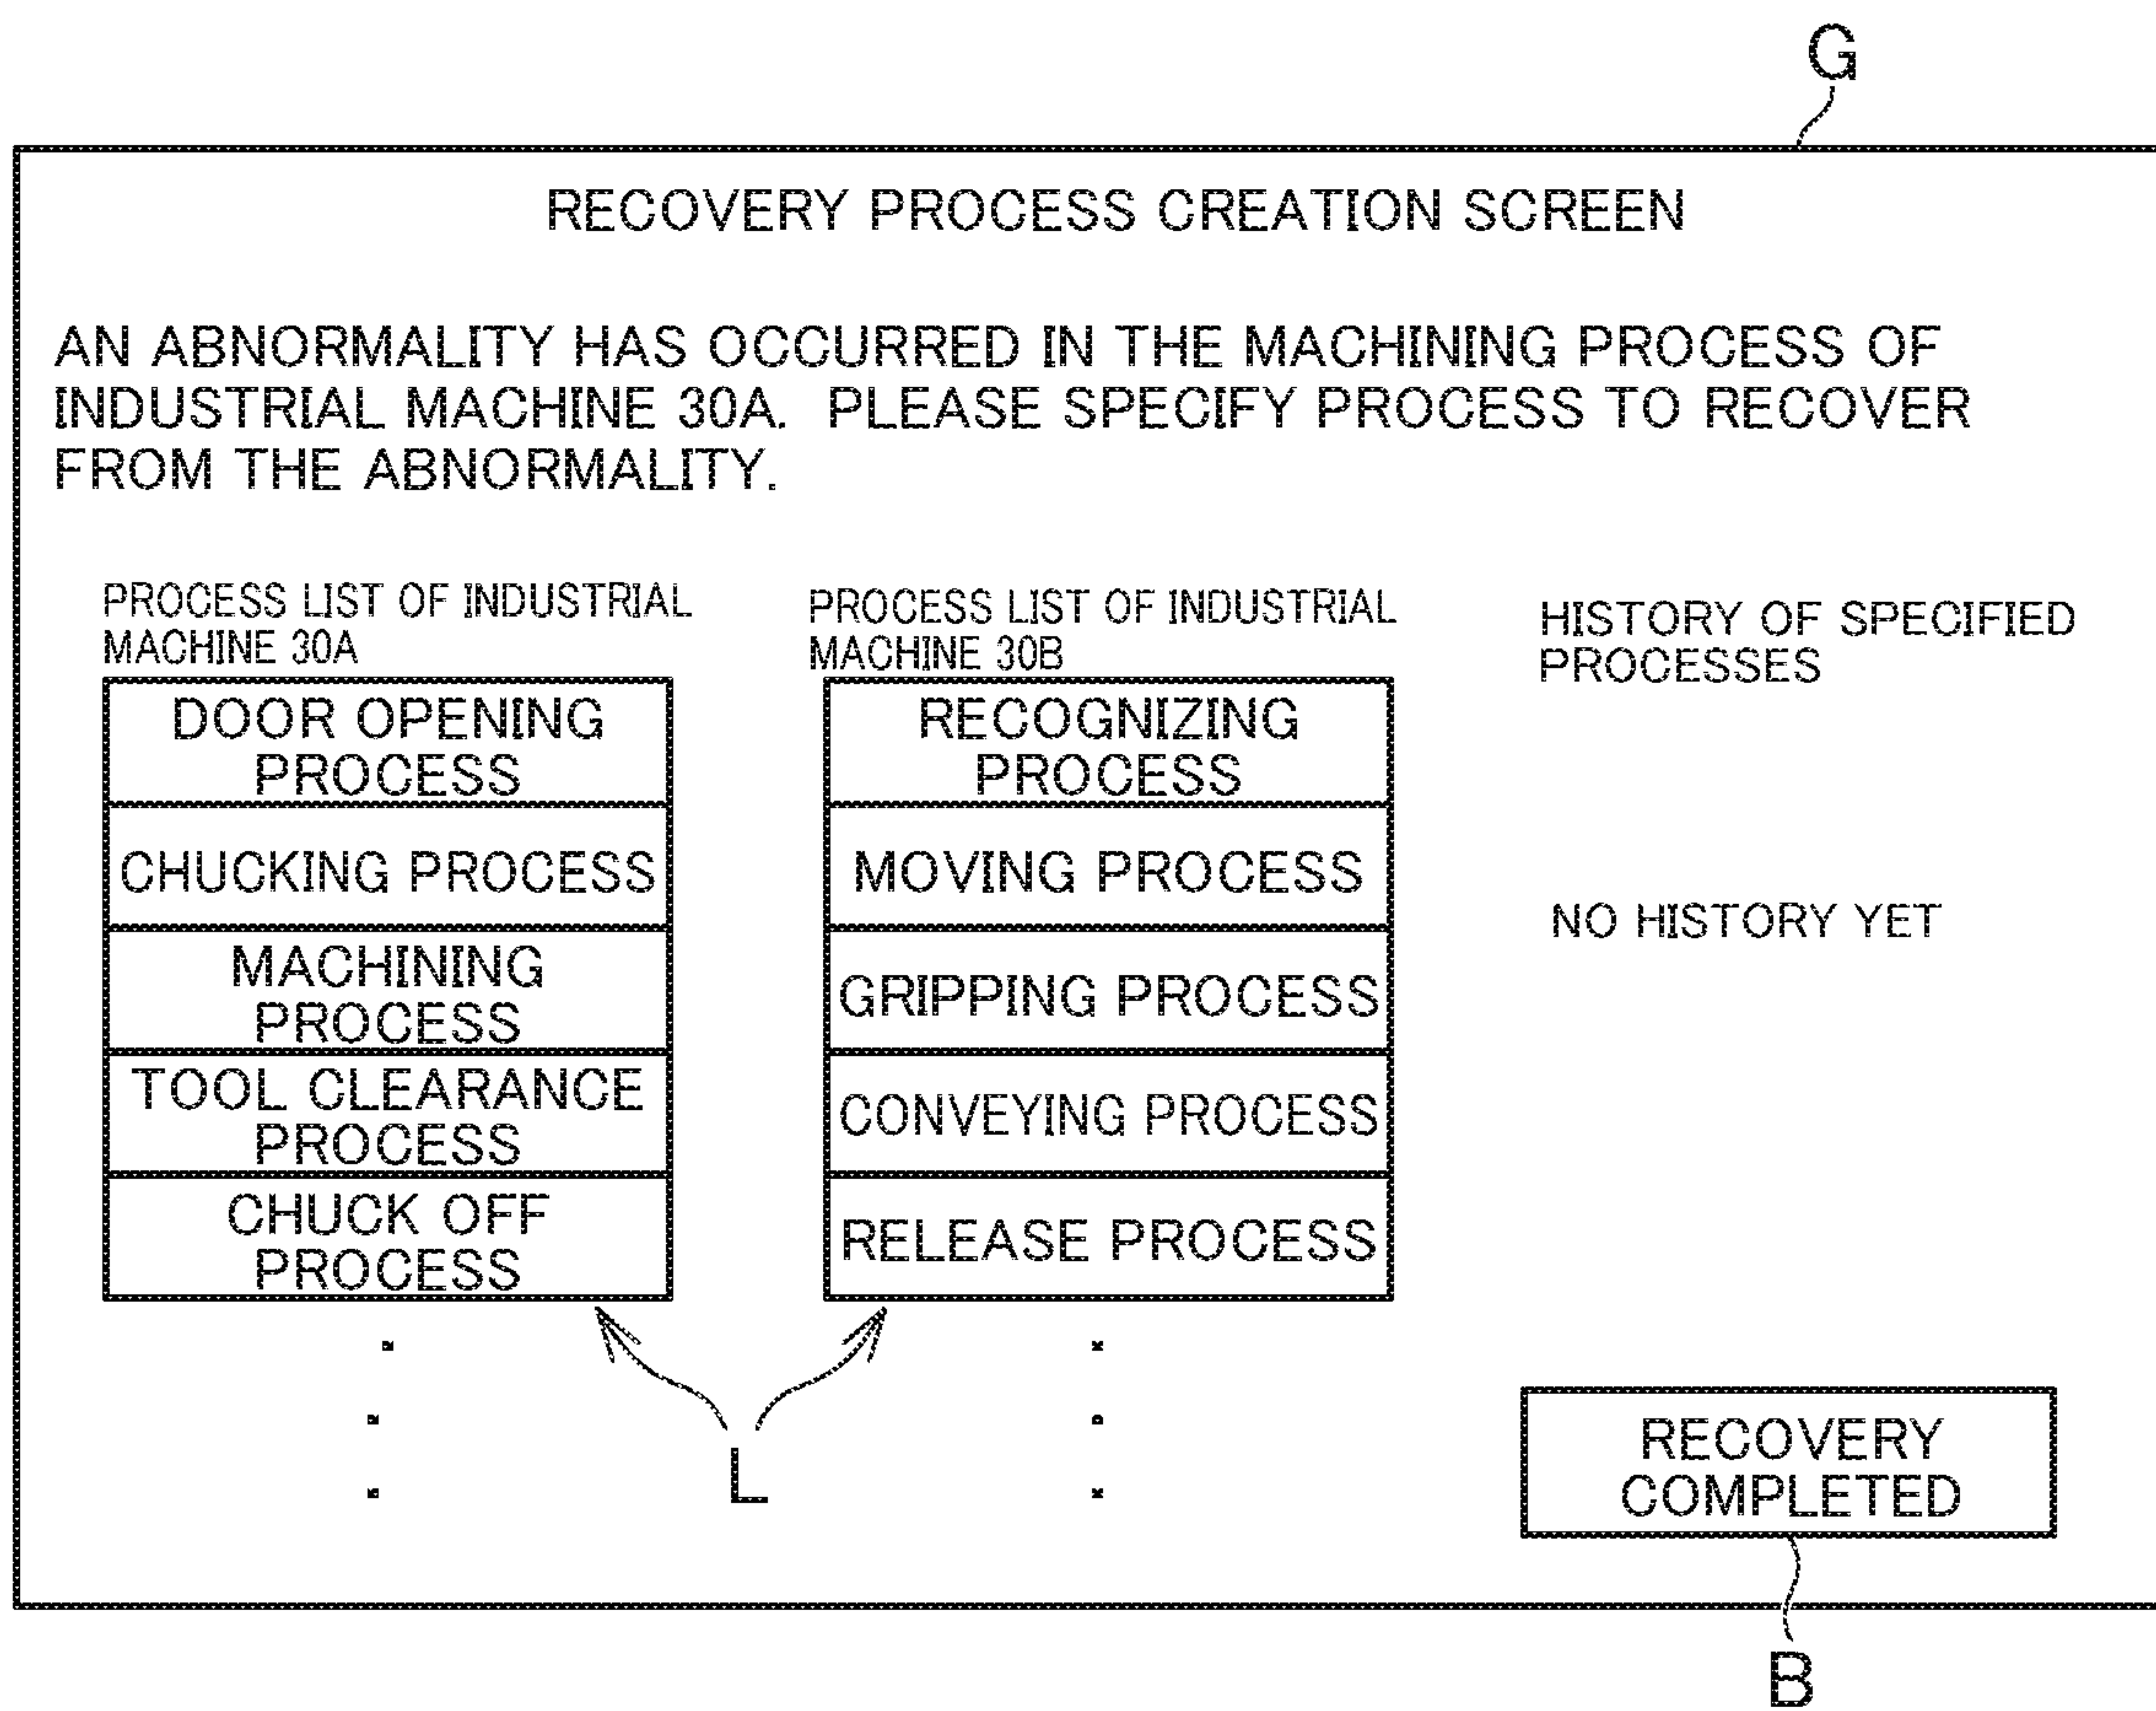 G
RECOVERY PROCESS CREATION SCREEN
AN ABNORMALITY HAS OCCURRED IN THE MACHINING PROCESS OF
INDUSTRIAL MACHINE 30A. PLEASE SPECIFY PROCESS TO RECOVER
FROM THE ABNORMALITY.
PROCESS LIST OF INDUSTRIAL
MACHINE 30A
DOOR OPENING
PROCESS
CHUCKING PROCESS
MACHINING
PROCESS
TOOL CLEARANCE
PROCESS
CHUCK OFF
PROCESS
PROCESS LIST OF INDUSTRIAL
MACHINE 30B
RECOGNIZING
PROCESS
MOVING PROCESS
GRIPPING PROCESS
CONVEYING PROCESS
RELEASE PROCESS
L
HISTORY OF SPECIFIED
PROCESSES
NO HISTORY YET
RECOVERY
COMPLETED
B